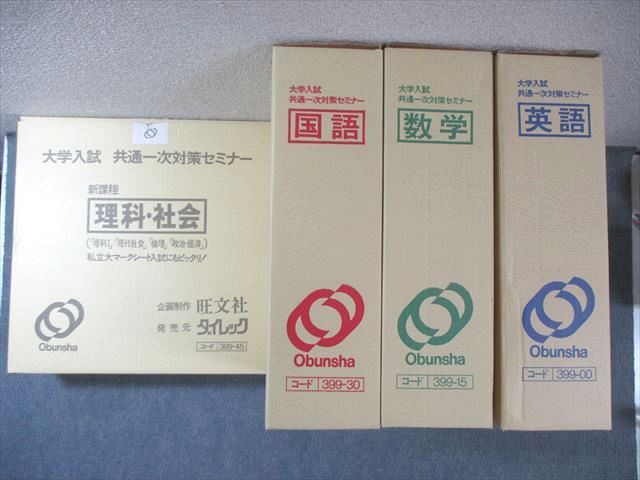 大学入試 共通一次対策セミナー
新課程
理科・社会
(「理科Ⅰ」「現代社会」「倫理」「政治・経済」)
私立大マークシート入試にもピッタリ!
企画制作 旺文社
発売元 ダイレック
Obunsha
コード 399-45
大学入試
共通一次対策セミナー
国語
Obunsha
コード 399-30
大学入試
共通一次対策セミナー
数学
Obunsha
コード 399-15
大学入試
共通一次対策セミナー
英語
Obunsha
コード 399-00